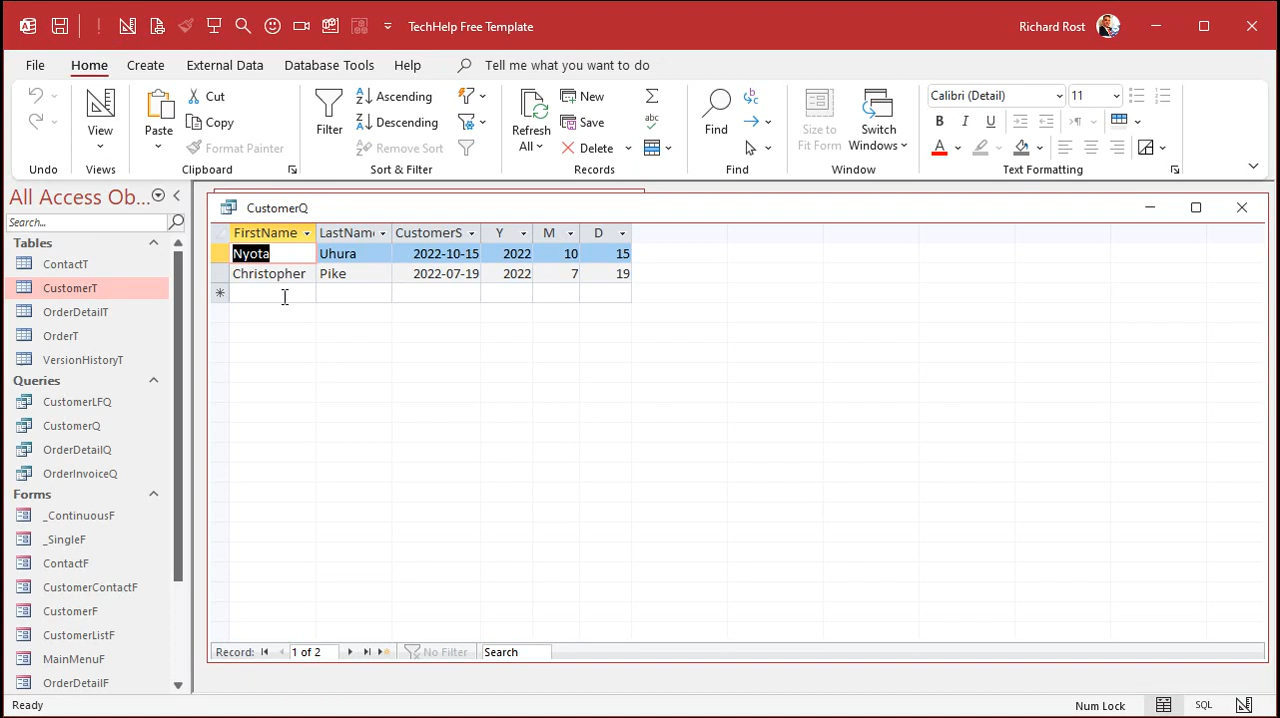 TechHelp Free Template
Richard Rost
File Home Create External Data Database Tools Help Tell me what you want to do
Undo
View
Views
Paste
Cut
Copy
Format Painter
Clipboard
Filter
Ascending
Descending
Remove Sort
Sort & Filter
Refresh
All
New
Save
Delete
Records
Find
Find
Size to
Fit Form
Switch
Windows
Window
Calibri (Detail) 11
B I U
A
Text Formatting
All Access Ob...
Search...
Tables
ContactT
CustomerT
OrderDetailT
OrderT
VersionHistoryT
Queries
CustomerLFQ
CustomerQ
OrderDetailQ
OrderInvoiceQ
Forms
_ContinuousF
_SingleF
ContactF
CustomerContactF
CustomerF
CustomerListF
MainMenuF
OrderDetailF
CustomerQ
FirstName LastNam CustomerS Y M D
Nyota Uhura 2022-10-15 2022 10 15
Christopher Pike 2022-07-19 2022 7 19
Record: 1 of 2 No Filter Search
Ready
Num Lock SQL